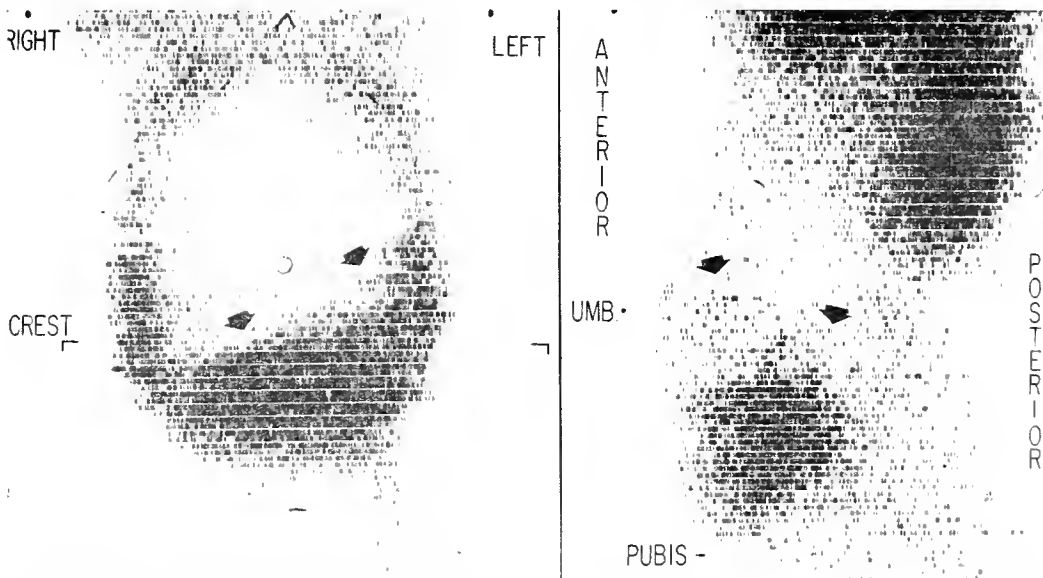 RIGHT
LEFT
CREST
ANTERIOR
UMB.
POSTERIOR
PUBIS